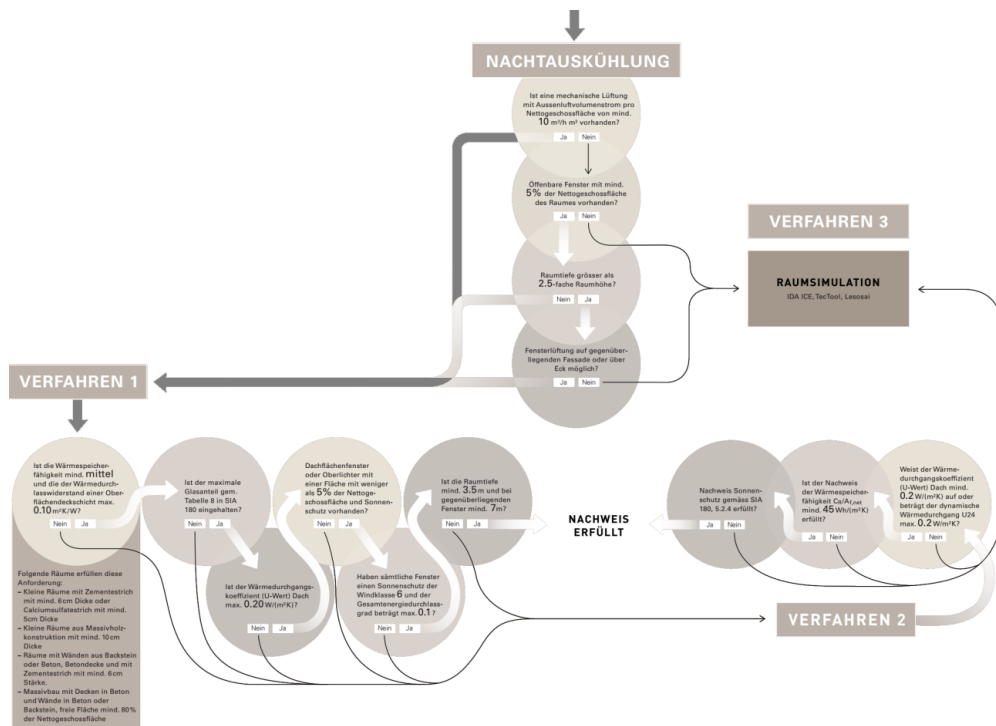 NACHTAUSKÜHLUNG
Ist eine mechanische Lüftung
mit Aussenluftvolumenstrom pro
Nettogeschossfläche von mind.
10 m³/h m² vorhanden?
Ja Nein
Öffenbare Fenster mit mind.
5% der Nettogeschossfläche
des Raumes vorhanden?
Ja Nein
Raumtiefe grösser als
2.5-fache Raumhöhe?
Nein Ja
Fensterlüftung auf gegenüber-
liegenden Fassade oder über
Eck möglich?
Ja Nein
VERFAHREN 3
RAUMSIMULATION
IDA ICE, TecTool, Lesosai
VERFAHREN 1
Ist die Wärmespeicher-
fähigkeit mind. mittel
und die der Wärmedurch-
lasswiderstand einer Ober-
flächendeckschicht max.
0.10 m²K/W?
Nein Ja
Folgende Räume erfüllen diese
Anforderung:
– Kleine Räume mit Zementestrich
mit mind. 6cm Dicke oder
Calciumsulfatestrich mit mind.
5cm Dicke
– Kleine Räume aus Massivholz-
konstruktion mit mind. 10cm
Dicke
– Räume mit Wänden aus Backstein
oder Beton, Betondecke und mit
Zementestrich mit mind. 6cm
Stärke.
– Massivbau mit Decken in Beton
und Wände in Beton oder
Backstein, freie Fläche mind. 80%
der Nettogeschossfläche
Ist der maximale
Glasanteil gem.
Tabelle 8 in SIA
180 eingehalten?
Nein Ja
Ist der Wärmedurchgangs-
koeffizient (U-Wert) Dach
max. 0.20 W/(m²K)?
Nein Ja
Dachflächenfenster
oder Oberlichter mit
einer Fläche mit weniger
als 5% der Nettoge-
schossfläche und Sonnen-
schutz vorhanden?
Nein Ja
Haben sämtliche Fenster
einen Sonnenschutz der
Windklasse 6 und der
Gesamtenergiedurchlass-
grad beträgt max. 0.1?
Nein Ja
Ist die Raumtiefe
mind. 3.5m und bei
gegenüberliegenden
Fenster mind. 7m?
Nein Ja
NACHWEIS
ERFÜLLT
Nachweis Sonnen-
schutz gemäss SIA
180, 5.2.4 erfüllt?
Ja Nein
Ist der Nachweis
der Wärmespeicher-
fähigkeit Ca/Af,net
mind. 45 Wh/(m²K)
erfüllt?
Ja Nein
Weist der Wärme-
durchgangskoeffizient
(U-Wert) Dach mind.
0.2 W/(m²K) auf oder
beträgt der dynamische
Wärmedurchgang U24
max. 0.2 W/m²K?
Ja Nein
VERFAHREN 2